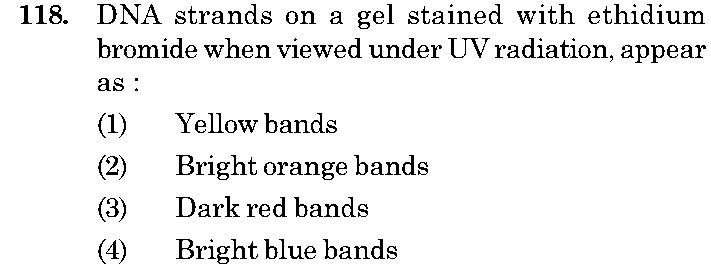 118. DNA strands on a gel stained with ethidium
bromide when viewed under UV radiation, appear
as :
(1) Yellow bands
(2) Bright orange bands
(3) Dark red bands
(4) Bright blue bands